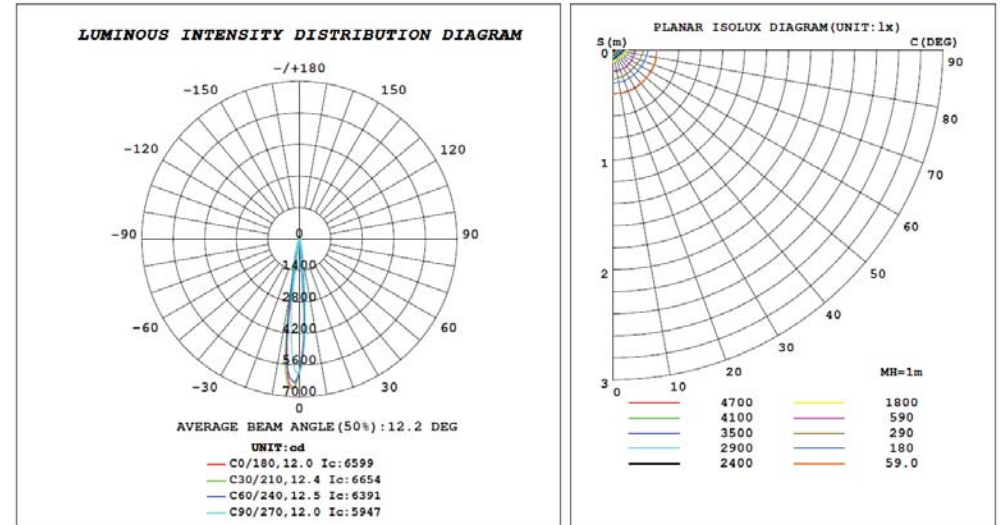 LUMINOUS INTENSITY DISTRIBUTION DIAGRAM
-/+180
-150 150
-120 120
-90 90
0
1400
2800
4200
-60 60
5600
-30 30
7000
0
AVERAGE BEAM ANGLE(50%):12.2 DEG
UNIT:cd
C0/180,12.0 Ic:6599
C30/210,12.4 Ic:6654
C60/240,12.5 Ic:6391
C90/270,12.0 Ic:5947
PLANAR ISOLUX DIAGRAM(UNIT:lx)
S(m) C(DEG)
0 90
80
1
70
60
2 50
40
30
3 0 10 20
MH=1m
4700 1800
4100 590
3500 290
2900 180
2400 59.0